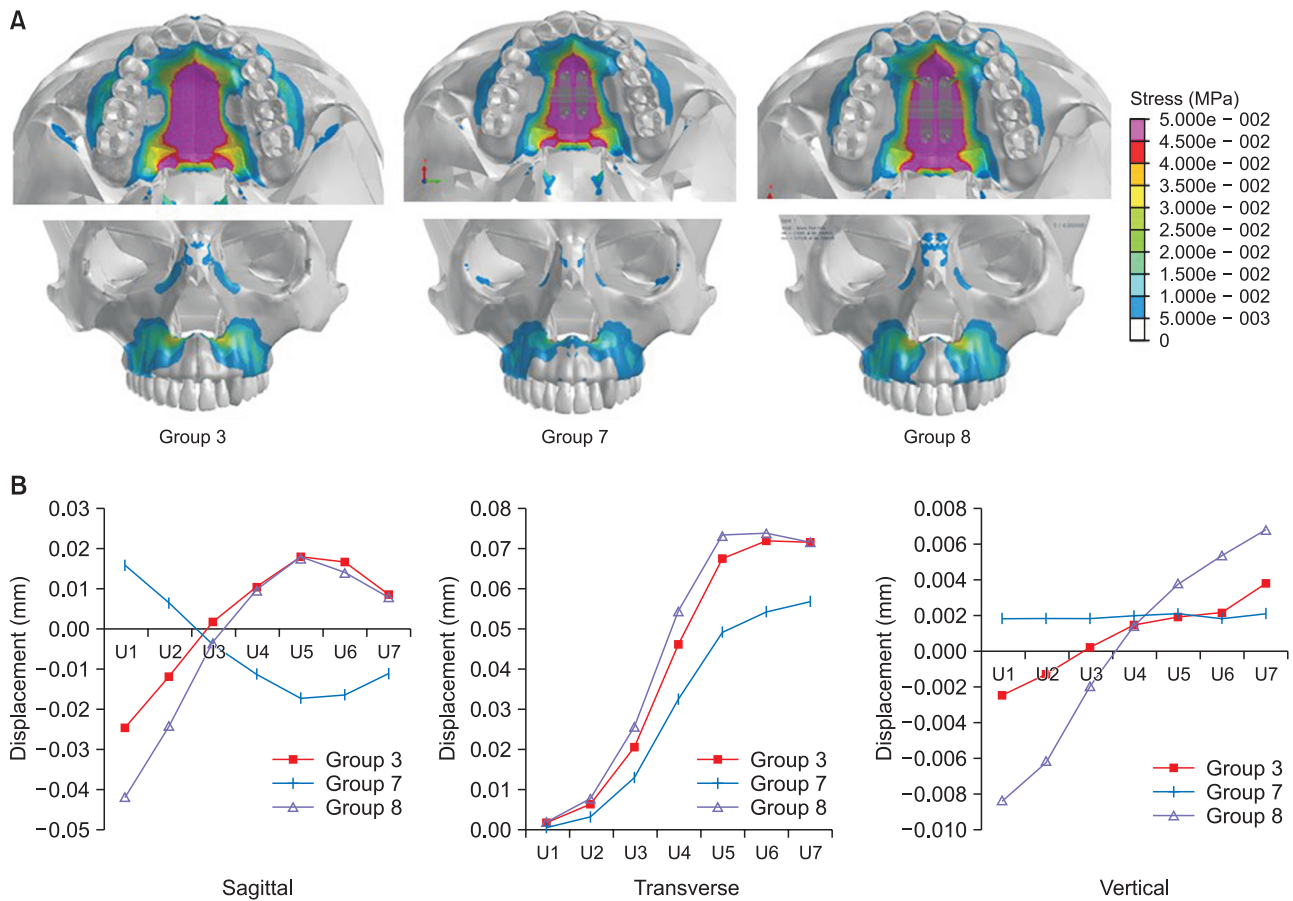 A
Stress (MPa)
5.000e − 002
4.500e − 002
4.000e − 002
3.500e − 002
3.000e − 002
2.500e − 002
2.000e − 002
1.500e − 002
1.000e − 002
5.000e − 003
0
Group 3
Group 7
Group 8
B
Displacement (mm)
0.03
0.02
0.01
0.00
−0.01
−0.02
−0.03
−0.04
−0.05
U1 U2 U3 U4 U5 U6 U7
Group 3
Group 7
Group 8
Sagittal
Displacement (mm)
0.08
0.07
0.06
0.05
0.04
0.03
0.02
0.01
0.00
U1 U2 U3 U4 U5 U6 U7
Group 3
Group 7
Group 8
Transverse
Displacement (mm)
0.008
0.006
0.004
0.002
0.000
−0.002
−0.004
−0.006
−0.008
−0.010
U1 U2 U3 U4 U5 U6 U7
Group 3
Group 7
Group 8
Vertical